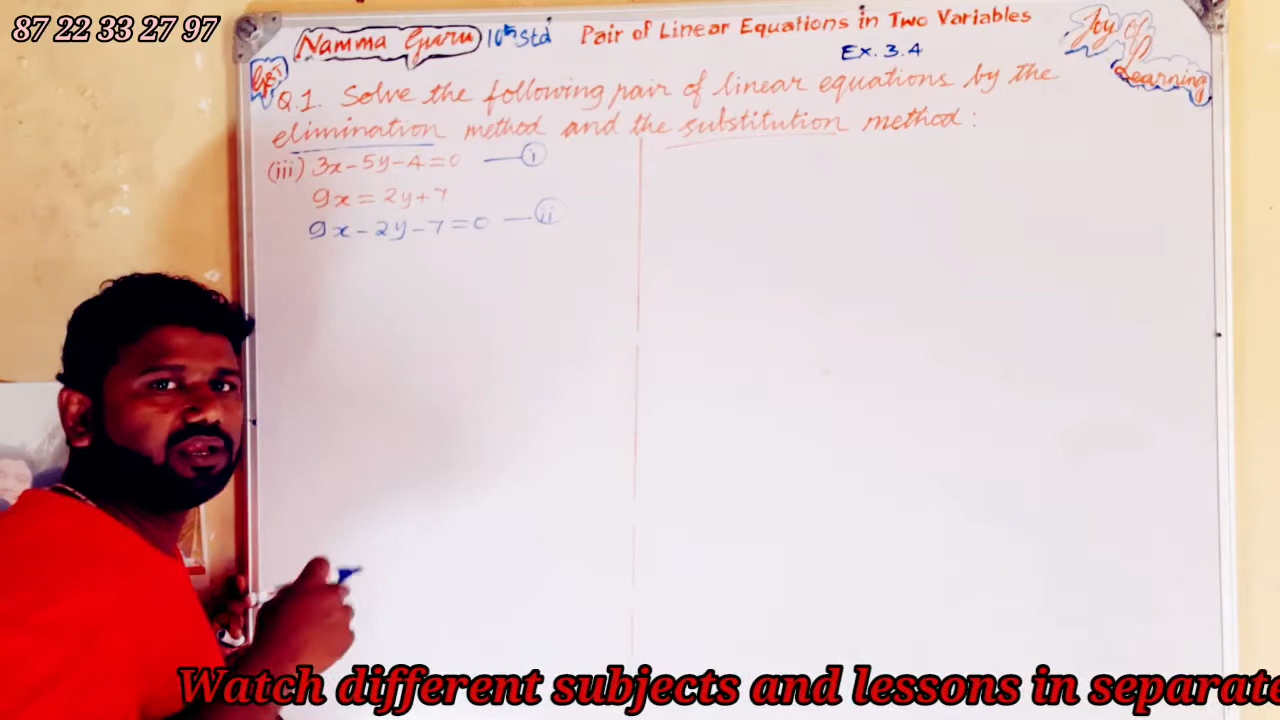 87 22 33 27 97
Namma Guru 10th Std Pair of Linear Equations in Two Variables
Ex. 3.4
Joy of
Learning
Q.1. Solve the following pair of linear equations by the
elimination method and the substitution method:
(iii) 3x-5y-4=0 — i
9x = 2y+7
9x-2y-7=0 — ii
Watch different subjects and lessons in separate